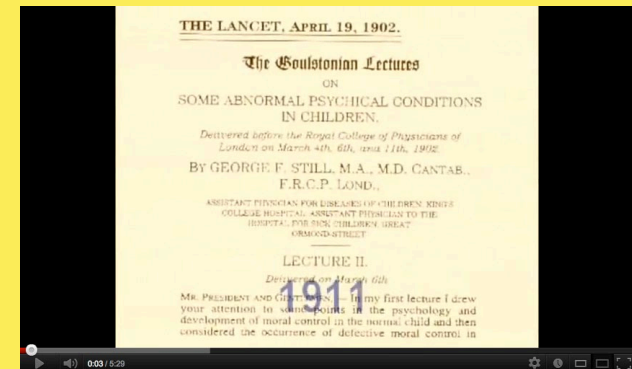 THE LANCET, APRIL 19, 1902.
The Goulstonian Lectures
ON
SOME ABNORMAL PSYCHICAL CONDITIONS
IN CHILDREN.
Delivered before the Royal College of Physicians of
London on March 4th, 6th, and 11th, 1902.
BY GEORGE F. STILL, M.A., M.D. CANTAB.,
F.R.C.P. LOND.,
ASSISTANT PHYSICIAN FOR DISEASES OF CHILDREN, KING'S
COLLEGE HOSPITAL, ASSISTANT PHYSICIAN TO THE
HOSPITAL FOR SICK CHILDREN, GREAT
ORMOND-STREET
LECTURE II.
Delivered on March 6th
1911
MR. PRESIDENT AND GENTLEMEN,—In my first lecture I drew
your attention to some points in the psychology and
development of moral control in the normal child and then
considered the occurrence of defective moral control in
0:03 / 5:29